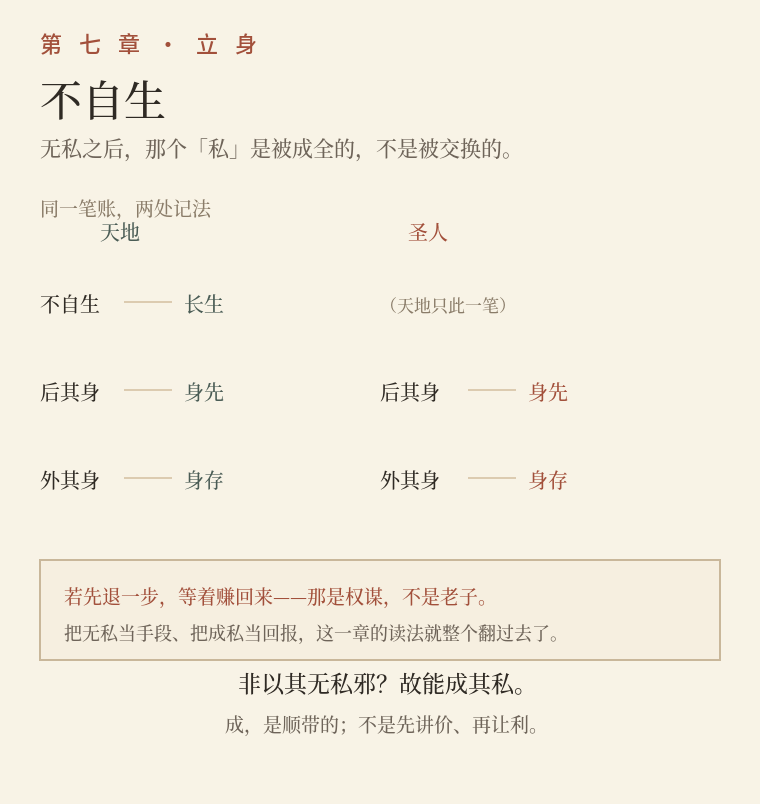 第七章·立身
不自生
无私之后，那个「私」是被成全的，不是被交换的。
同一笔账，两处记法
天地 圣人
不自生 长生 （天地只此一笔）
后其身 身先 后其身 身先
外其身 身存 外其身 身存
若先退一步，等着赚回来——那是权谋，不是老子。
把无私当手段、把成私当回报，这一章的读法就整个翻过去了。
非以其无私邪？故能成其私。
成，是顺带的；不是先讲价、再让利。